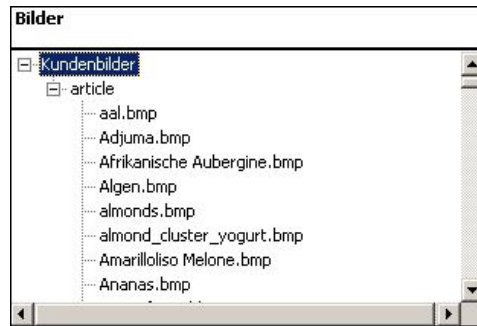 Bilder
Kundenbilder
article
aal.bmp
Adjuma.bmp
Afrikanische Aubergine.bmp
Algen.bmp
almonds.bmp
almond_cluster_yogurt.bmp
Amarilloliso Melone.bmp
Ananas.bmp